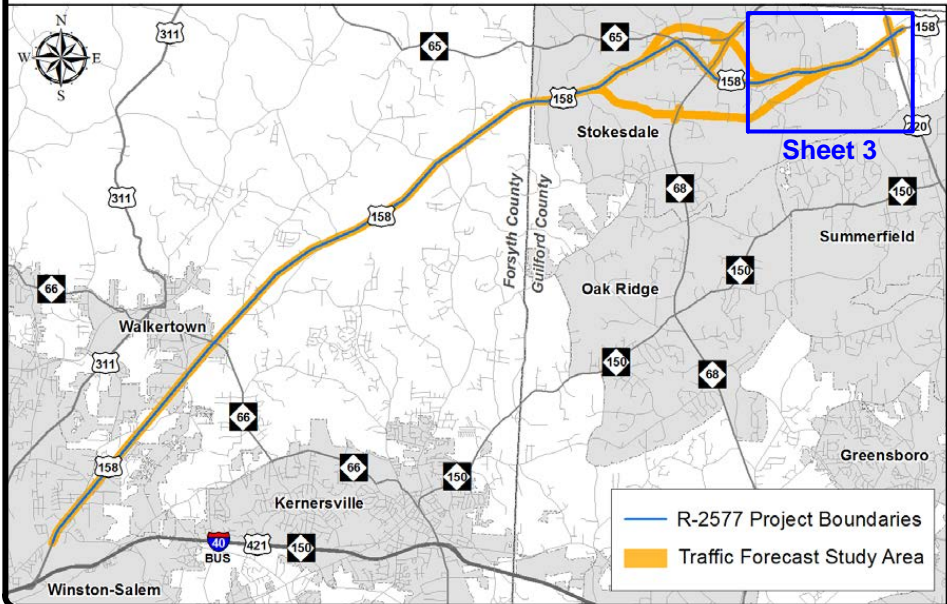 N
W E
S
311
65
65
158
158
158
220
Sheet 3
Stokesdale
311
68
150
158
Forsyth County
Guilford County
Summerfield
66
Oak Ridge
150
Walkertown
311
150
68
66
158
66
150
Greensboro
Kernersville
40
BUS
421
150
R-2577 Project Boundaries
Traffic Forecast Study Area
Winston-Salem